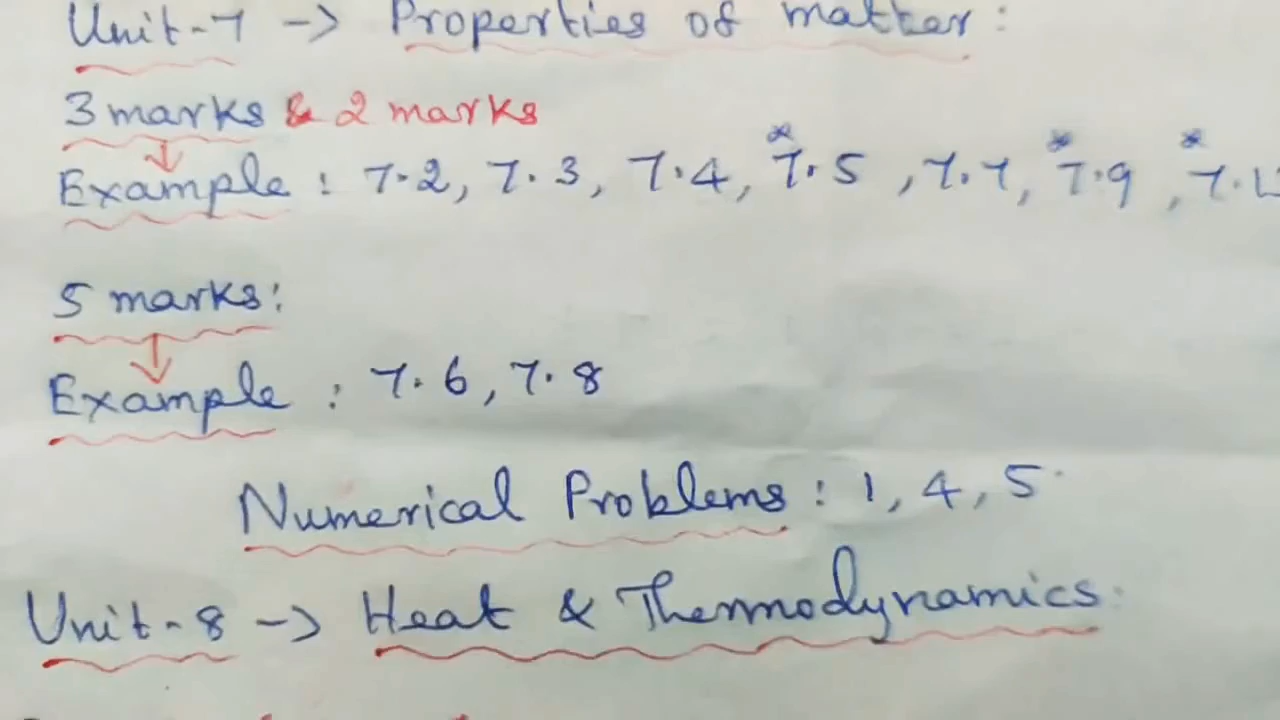 Unit-7 -> Properties of matter:
3 marks & 2 marks
Example: 7.2, 7.3, 7.4, *7.5, 7.7, *7.9, *
5 marks:
Example: 7.6, 7.8
Numerical Problems: 1, 4, 5
Unit-8 -> Heat & Thermodynamics: